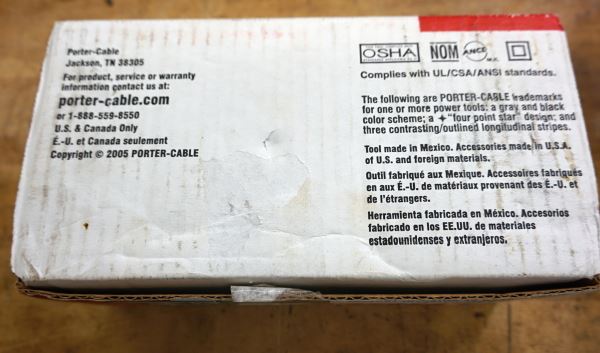 Porter-Cable
Jackson, TN 38305
For product, service or warranty
information contact us at:
porter-cable.com
or 1-888-559-8550
U.S. & Canada Only
É.-U. et Canada seulement
Copyright © 2005 PORTER-CABLE
OSHA
NOM ANCE
Complies with UL/CSA/ANSI standards.
The following are PORTER-CABLE trademarks
for one or more power tools: a gray and black
color scheme; a ✦“four point star” design; and
three contrasting/outlined longitudinal stripes.
Tool made in Mexico. Accessories made in U.S.A.
of U.S. and foreign materials.
Outil fabriqué aux Mexique. Accessoires fabriqués
en aux É.-U. de matériaux provenant des É.-U. et
de l'étrangers.
Herramienta fabricada en México. Accesorios
fabricado en los EE.UU. de materiales
estadounidenses y extranjeros.